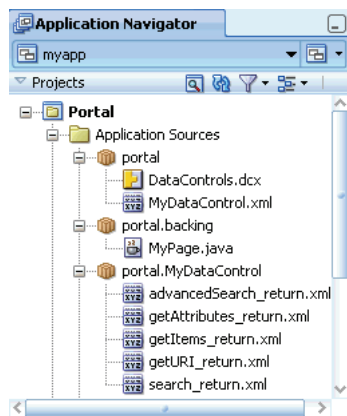 Application Navigator
myapp
Projects
Portal
Application Sources
portal
DataControls.dcx
MyDataControl.xml
portal.backing
MyPage.java
portal.MyDataControl
advancedSearch_return.xml
getAttributes_return.xml
getItems_return.xml
getURI_return.xml
search_return.xml